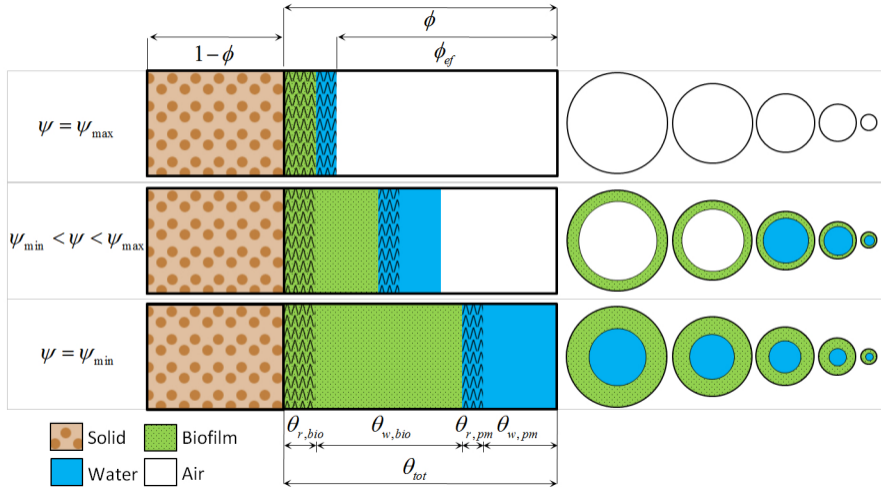 ϕ
1−ϕ
ϕ_ef
ψ = ψ_max
ψ_min < ψ < ψ_max
ψ = ψ_min
θ_r,bio θ_w,bio θ_r,pm θ_w,pm
Solid Biofilm
Water Air
θ_tot